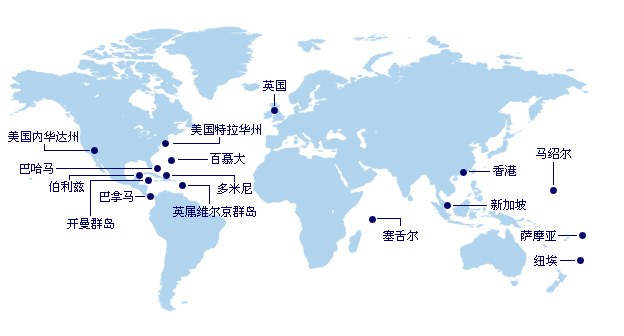 英国
美国特拉华州
美国内华达州
马绍尔
百慕大
巴哈马
香港
伯利兹
多米尼
巴拿马
新加坡
英属维尔京群岛
开曼群岛
塞舌尔
萨摩亚
纽埃